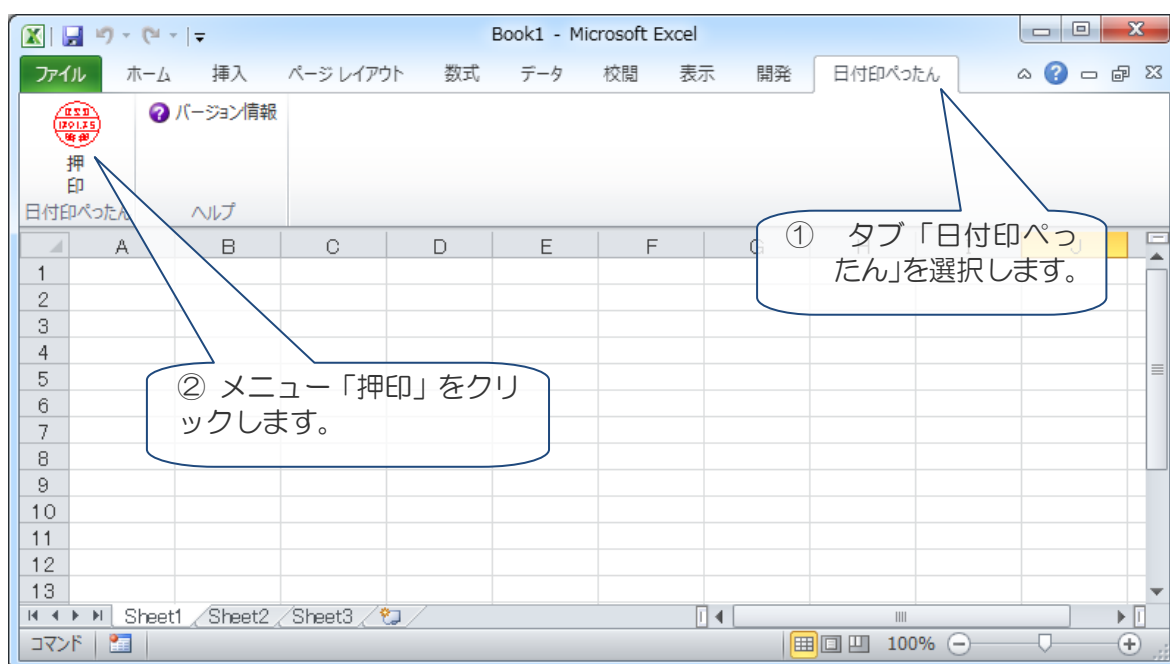 Book1 - Microsoft Excel
ファイル ホーム 挿入 ページ レイアウト 数式 データ 校閲 表示 開発 日付印ぺったん
バージョン情報
押
印
日付印ぺったん ヘルプ
① タブ「日付印ぺっ
たん」を選択します。
A B C D E F G H I J
1
2
3
4
② メニュー「押印」をクリ
ックします。
5
6
7
8
9
10
11
12
13
Sheet1 Sheet2 Sheet3
コマンド 100%